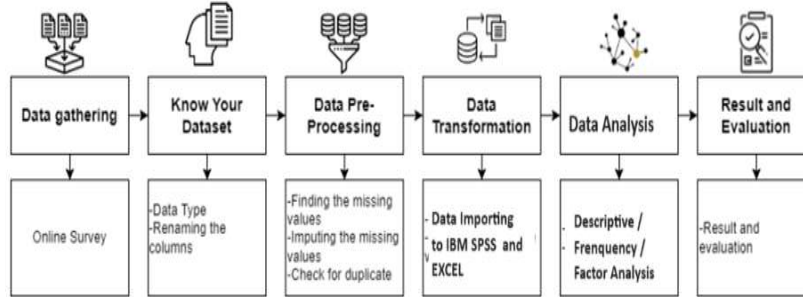 Data gathering
Know Your
Dataset
Data Pre-
Processing
Data
Transformation
Data Analysis
Result and
Evaluation
Online Survey
-Data Type
-Renaming the
columns
-Finding the missing
values
-Imputing the missing
values
-Check for duplicate
- Data Importing
to IBM SPSS and
EXCEL
- Descriptive /
- Frenquency /
Factor Analysis
-Result and
evaluation